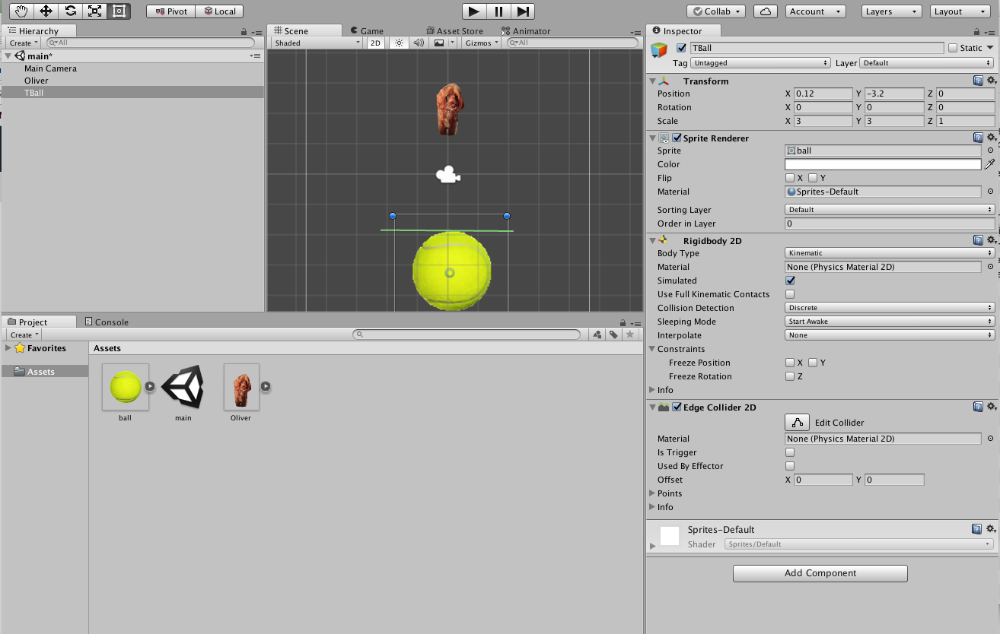 Pivot Local Collab Account Layers Layout
Hierarchy
Create All
main*
Main Camera
Oliver
TBall
Scene Game Asset Store Animator
Shaded 2D Gizmos All
Inspector
TBall Static
Tag Untagged Layer Default
Transform
Position X 0.12 Y -3.2 Z 0
Rotation X 0 Y 0 Z 0
Scale X 3 Y 3 Z 1
Sprite Renderer
Sprite ball
Color
Flip X Y
Material Sprites-Default
Sorting Layer Default
Order in Layer 0
Rigidbody 2D
Body Type Kinematic
Material None (Physics Material 2D)
Simulated
Use Full Kinematic Contacts
Collision Detection Discrete
Sleeping Mode Start Awake
Interpolate None
Constraints
Freeze Position X Y
Freeze Rotation Z
Info
Edge Collider 2D
Edit Collider
Material None (Physics Material 2D)
Is Trigger
Used By Effector
Offset X 0 Y 0
Points
Info
Sprites-Default
Shader Sprites/Default
Add Component
Project Console
Create
Favorites
Assets
Assets
ball main Oliver